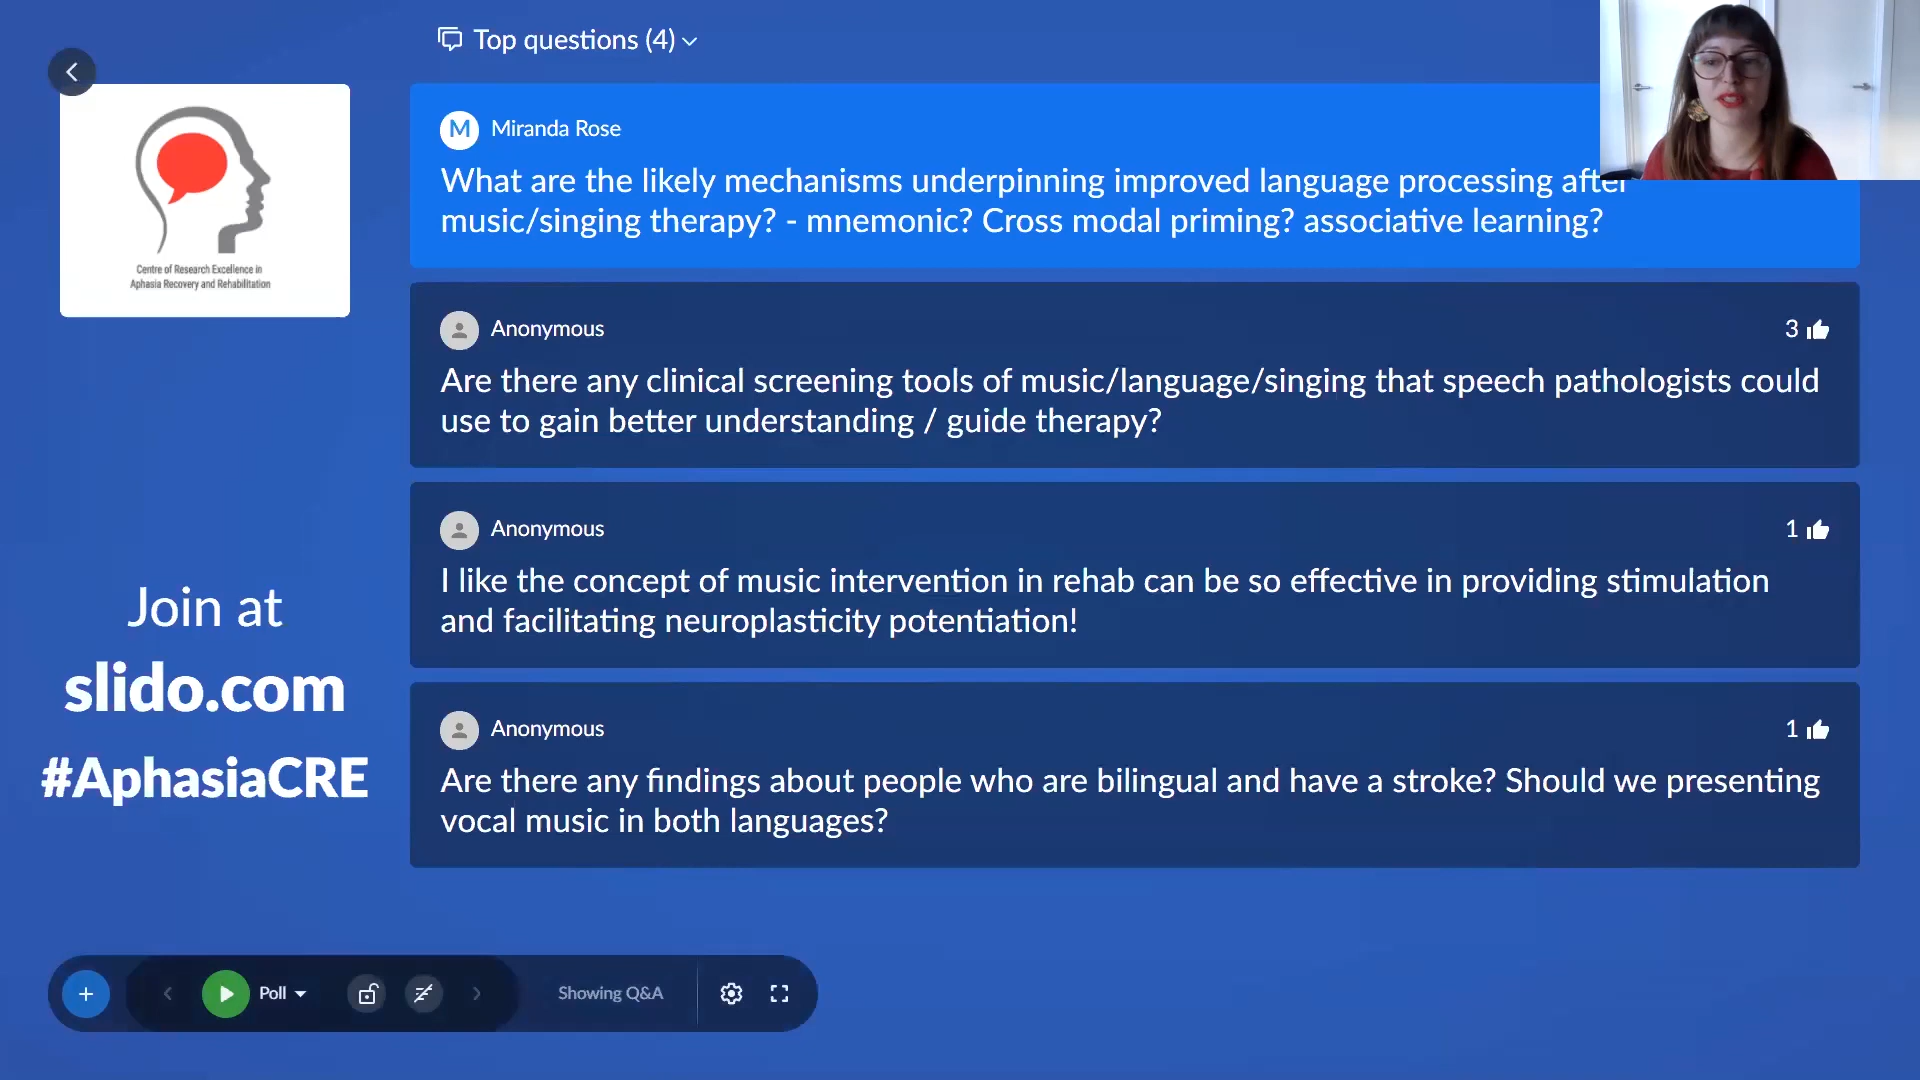 Top questions (4)
Centre of Research Excellence in
Aphasia Recovery and Rehabilitation
M Miranda Rose
What are the likely mechanisms underpinning improved language processing after
music/singing therapy? - mnemonic? Cross modal priming? associative learning?
Anonymous
3
Are there any clinical screening tools of music/language/singing that speech pathologists could
use to gain better understanding / guide therapy?
Anonymous
1
I like the concept of music intervention in rehab can be so effective in providing stimulation
and facilitating neuroplasticity potentiation!
Anonymous
1
Are there any findings about people who are bilingual and have a stroke? Should we presenting
vocal music in both languages?
Join at
slido.com
#AphasiaCRE
Poll
Showing Q&A